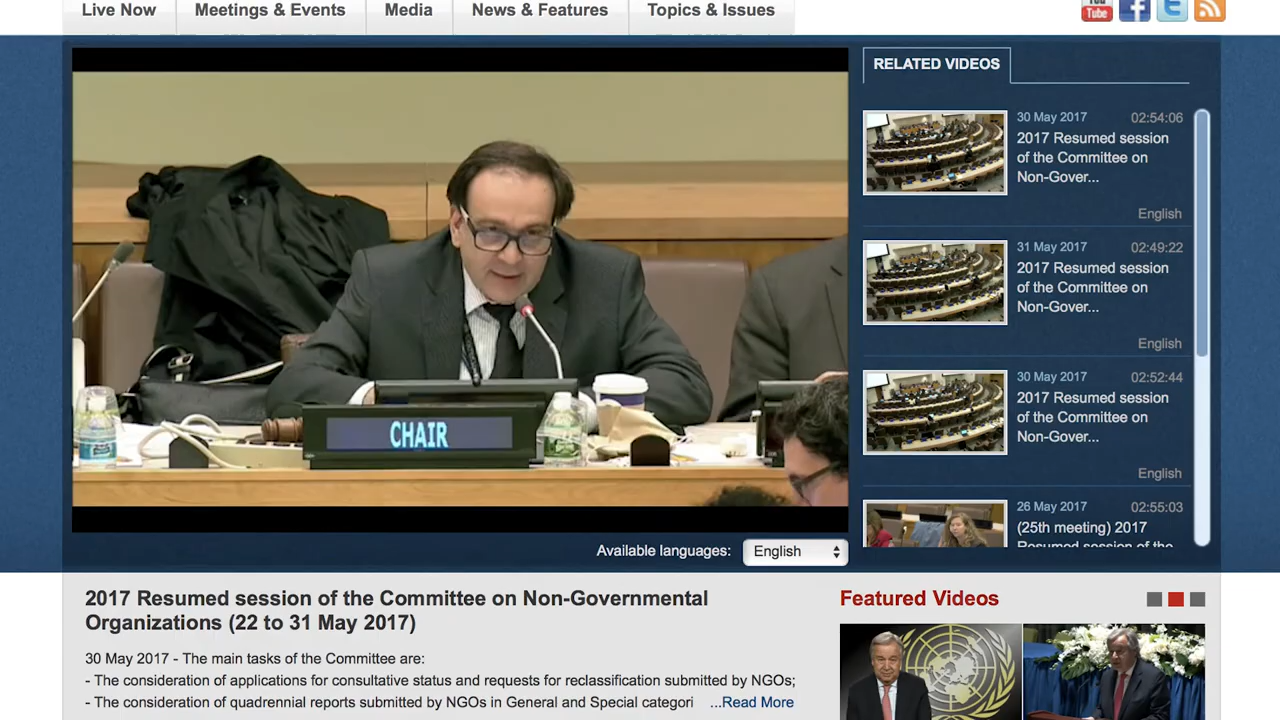 Live Now
Meetings & Events
Media
News & Features
Topics & Issues
You
Tube
RELATED VIDEOS
30 May 2017 02:54:06
2017 Resumed session
of the Committee on
Non-Gover...
English
31 May 2017 02:49:22
2017 Resumed session
of the Committee on
Non-Gover...
English
30 May 2017 02:52:44
2017 Resumed session
of the Committee on
Non-Gover...
English
26 May 2017 02:55:03
(25th meeting) 2017
Resumed session of the
CHAIR
Available languages: English
2017 Resumed session of the Committee on Non-Governmental
Organizations (22 to 31 May 2017)
30 May 2017 - The main tasks of the Committee are:
- The consideration of applications for consultative status and requests for reclassification submitted by NGOs;
- The consideration of quadrennial reports submitted by NGOs in General and Special categori ...Read More
Featured Videos